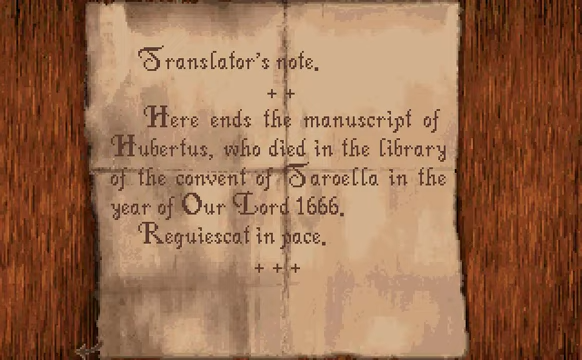 Translator's note.
+ +
Here ends the manuscript of
Hubertus, who died in the library
of the convent of Taroella in the
year of Our Lord 1666.
Requiescat in pace.
+ + +